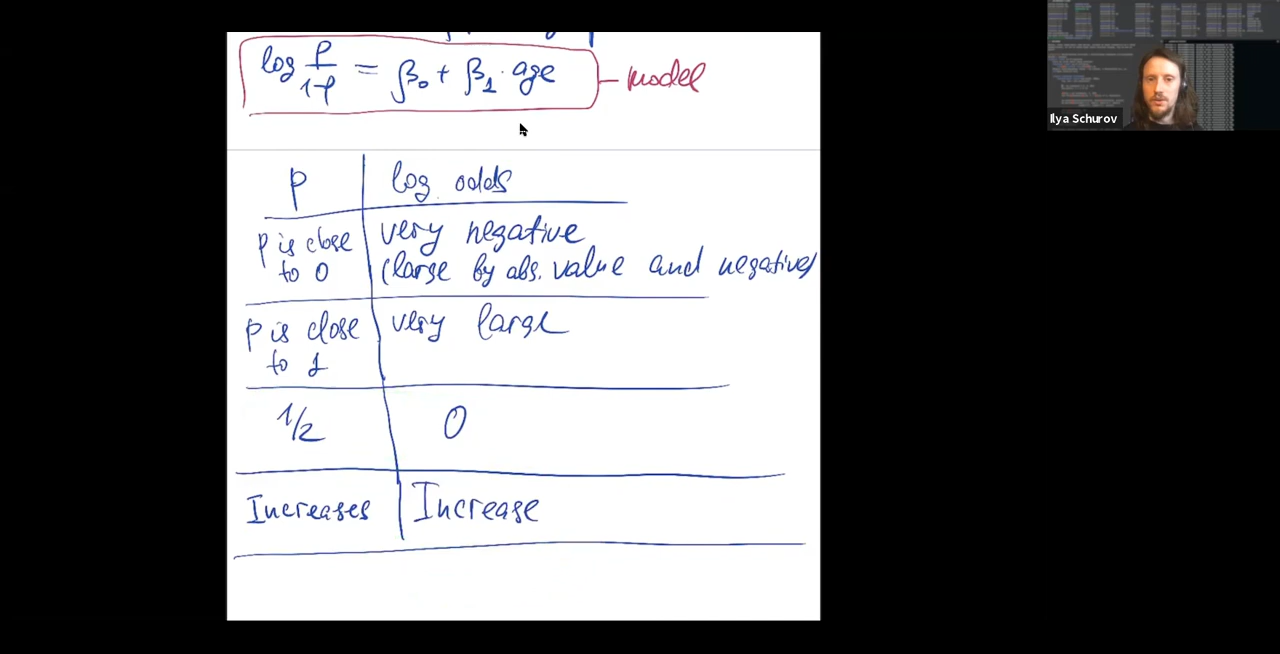 log p/1-p = β₀ + β₁ · age – model
p | log odds
p is close to 0 | very negative
(large by abs. value and negative)
p is close to 1 | very large
1/2 | 0
Increases | Increase
Ilya Schurov